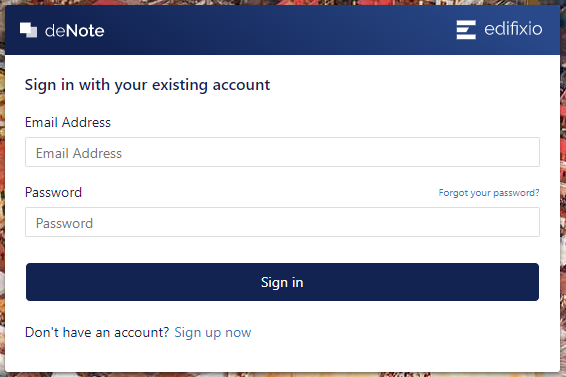 deNote
edifixio
Sign in with your existing account
Email Address
Email Address
Password
Forgot your password?
Password
Sign in
Don't have an account? Sign up now